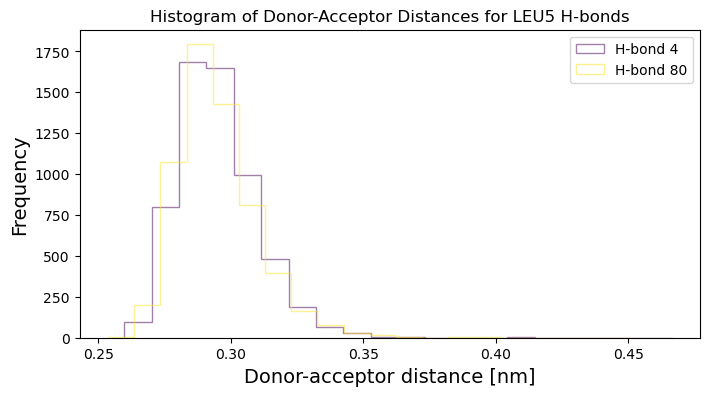 Histogram of Donor-Acceptor Distances for LEU5 H-bonds
H-bond 4
H-bond 80
1750
1500
1250
1000
750
500
250
0
Frequency
0.25 0.30 0.35 0.40 0.45
Donor-acceptor distance [nm]